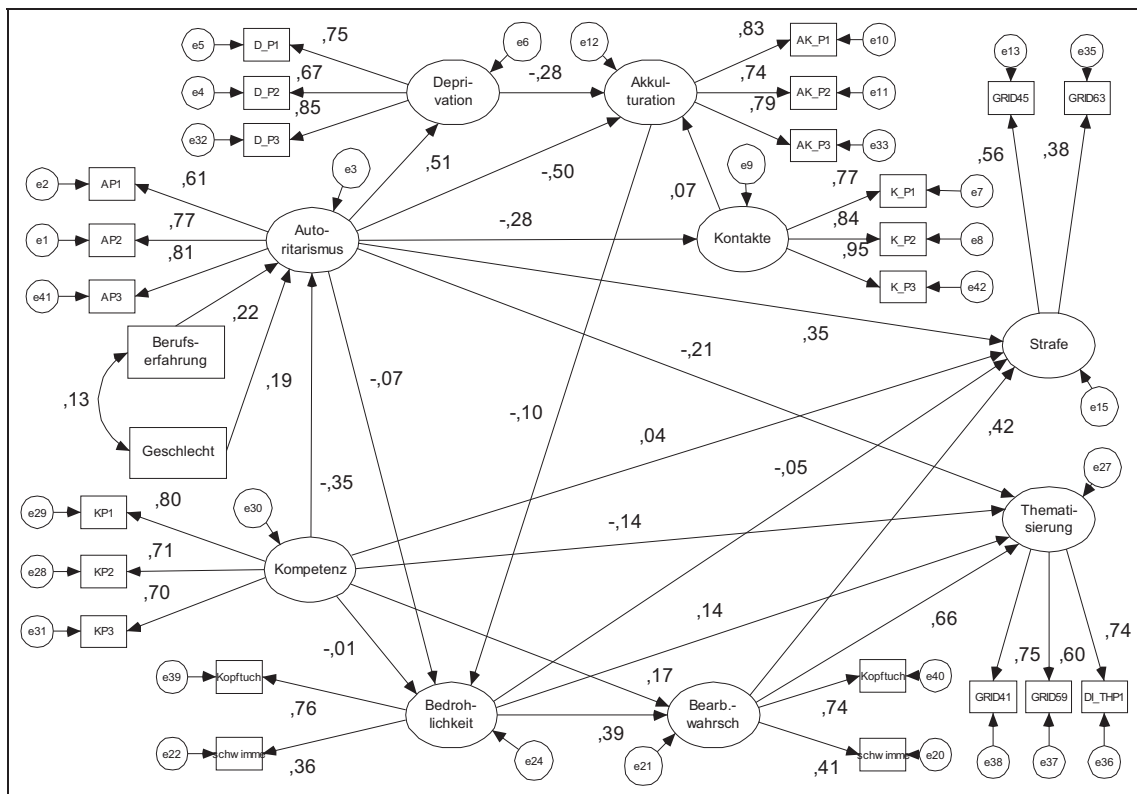 e5
D_P1
,75
e6
e12
,83
AK_P1
e10
e13
e35
e4
D_P2
,67
Depri-
vation
-,28
Akkul-
turation
,74
AK_P2
e11
GRID45
GRID63
e32
D_P3
,85
,79
AK_P3
e33
e3
,51
-,50
e9
,56
,38
e2
AP1
,61
,07
,77
K_P1
e7
e1
AP2
,77
Auto-
ritarismus
-,28
Kontakte
,84
K_P2
e8
e41
AP3
,81
,95
K_P3
e42
,22
Berufs-
erfahrung
,35
Strafe
-,21
,19
-,07
,13
-,10
e15
Geschlecht
,04
,42
-,05
e27
e29
KP1
,80
-,35
e30
-,14
Themati-
sierung
e28
KP2
,71
Kompetenz
e31
KP3
,70
,14
,66
-,01
,17
,75
,60
,74
e39
Kopftuch
,76
Bedroh-
lichkeit
,39
Bearb.-
wahrsch
Kopftuch
e40
,74
GRID41
GRID59
DI_THP1
e22
schwimme
,36
e24
e21
,41
schwimme
e20
e38
e37
e36